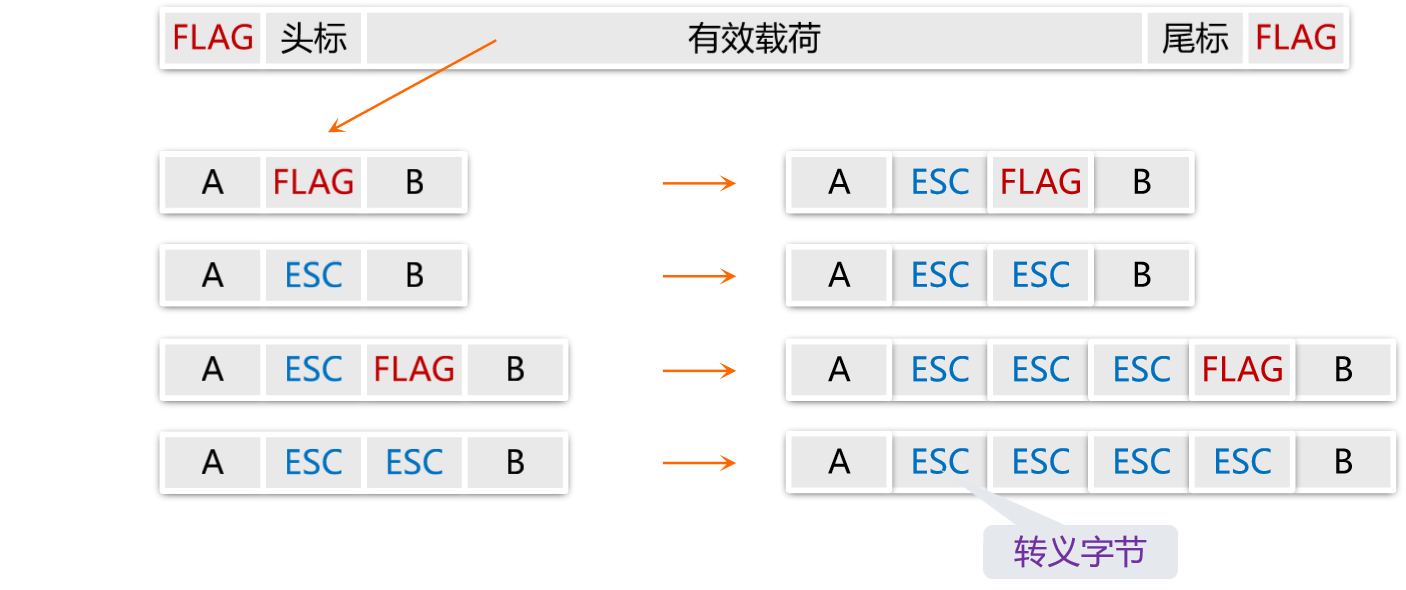 FLAG 头标 有效载荷 尾标 FLAG
A FLAG B A ESC FLAG B
A ESC B A ESC ESC B
A ESC FLAG B A ESC ESC ESC FLAG B
A ESC ESC B A ESC ESC ESC ESC B
转义字节